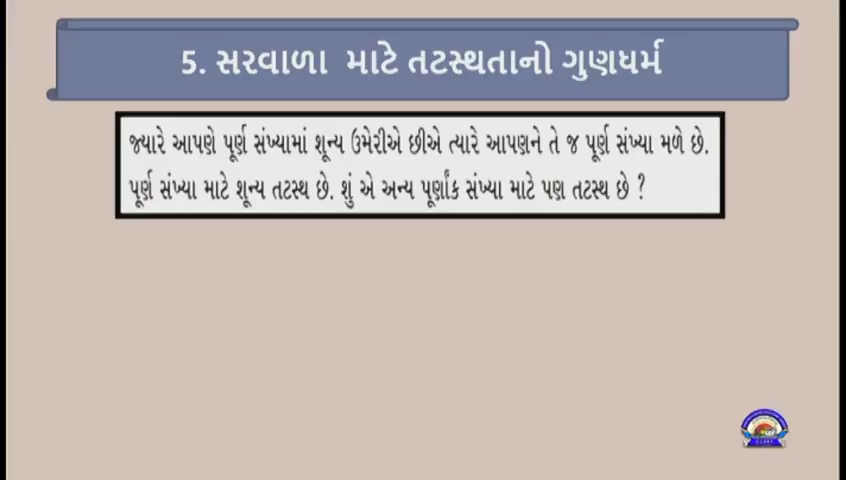 5. સરવાળા માટે તટસ્થતાનો ગુણધર્મ
જ્યારે આપણે પૂર્ણ સંખ્યામાં શૂન્ય ઉમેરીએ છીએ ત્યારે આપણને તે જ પૂર્ણ સંખ્યા મળે છે.
પૂર્ણ સંખ્યા માટે શૂન્ય તટસ્થ છે. શું એ અન્ય પૂર્ણાંક સંખ્યા માટે પણ તટસ્થ છે ?